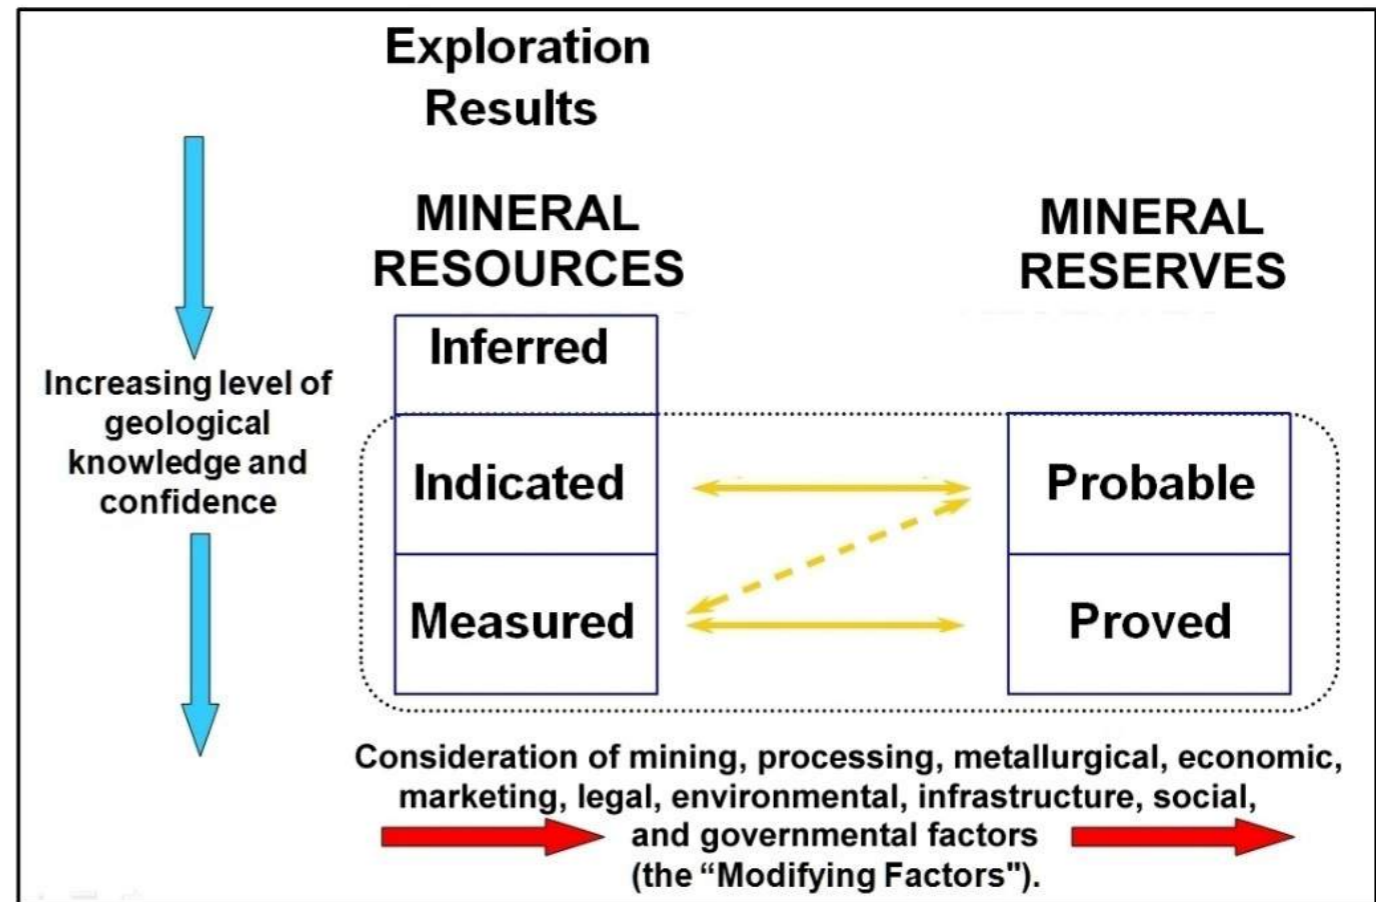 Exploration
Results
MINERAL
RESOURCES
MINERAL
RESERVES
Inferred
Increasing level of
geological
knowledge and
confidence
Indicated
Probable
Measured
Proved
Consideration of mining, processing, metallurgical, economic,
marketing, legal, environmental, infrastructure, social,
and governmental factors
(the “Modifying Factors").